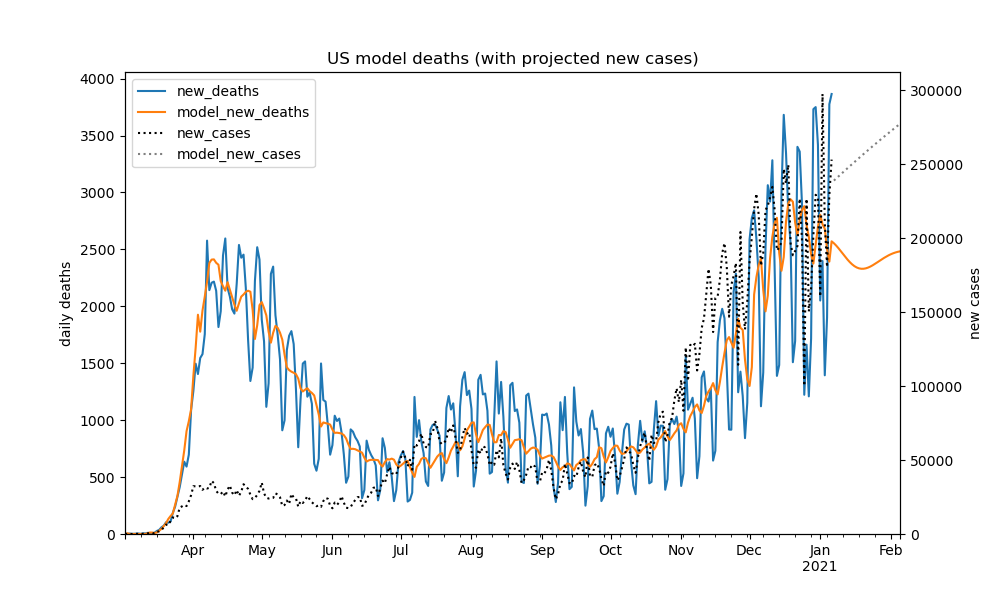 US model deaths (with projected new cases)
new_deaths
model_new_deaths
new_cases
model_new_cases
4000
3500
3000
2500
2000
1500
1000
500
0
daily deaths
300000
250000
200000
150000
100000
50000
0
new cases
Apr May Jun Jul Aug Sep Oct Nov Dec Jan Feb
2021